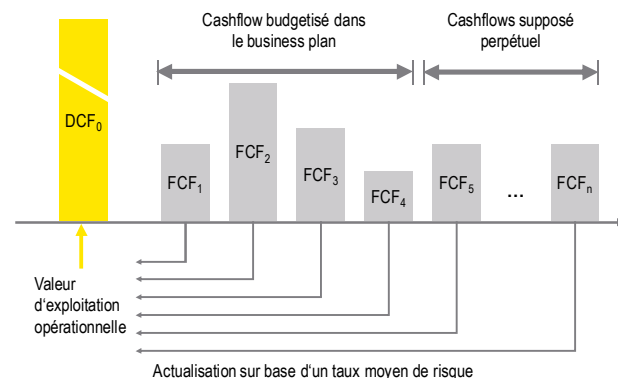 Cashflow budgetisé dans
le business plan
Cashflows supposé
perpétuel
DCF₀
FCF₁
FCF₂
FCF₃
FCF₄
FCF₅
...
FCFₙ
Valeur
d'exploitation
opérationnelle
Actualisation sur base d'un taux moyen de risque